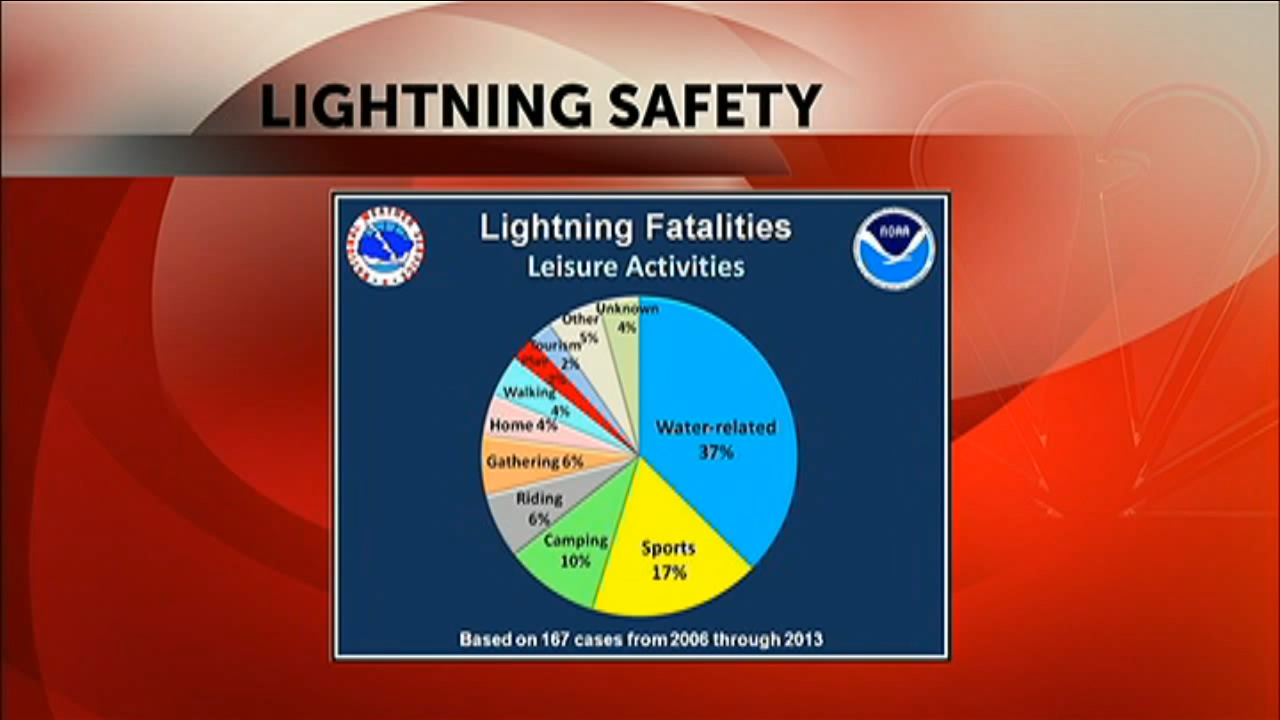 LIGHTNING SAFETY
Lightning Fatalities
Leisure Activities
NOAA
Unknown
4%
Other
5%
Tourism
2%
Walking
4%
Home 4%
Gathering 6%
Riding
6%
Camping
10%
Sports
17%
Water-related
37%
Based on 167 cases from 2006 through 2013